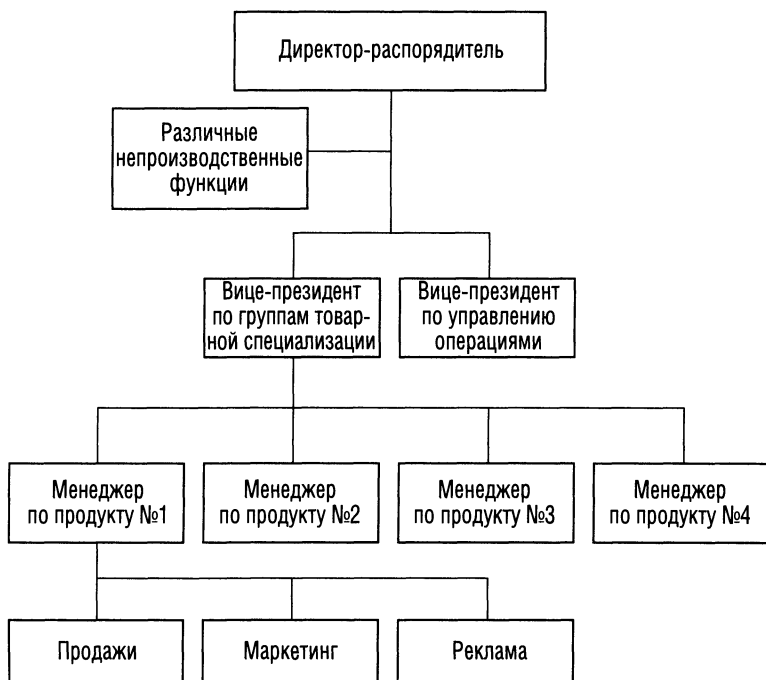 Директор-распорядитель
Различные
непроизводственные
функции
Вице-президент
по группам товар-
ной специализации
Вице-президент
по управлению
операциями
Менеджер
по продукту №1
Менеджер
по продукту №2
Менеджер
по продукту №3
Менеджер
по продукту №4
Продажи
Маркетинг
Реклама